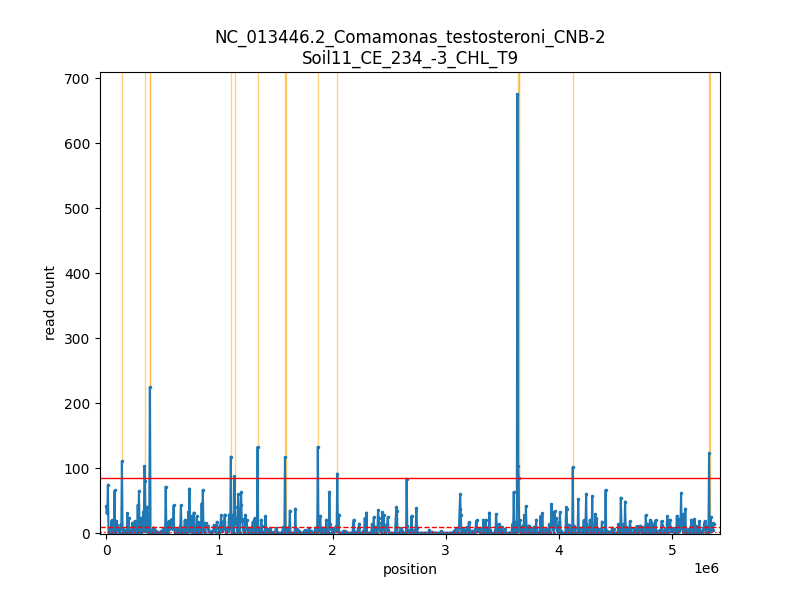 NC_013446.2_Comamonas_testosteroni_CNB-2
Soil11_CE_234_-3_CHL_T9
700
600
500
400
300
200
100
0
read count
0
1
2
3
4
5
1e6
position